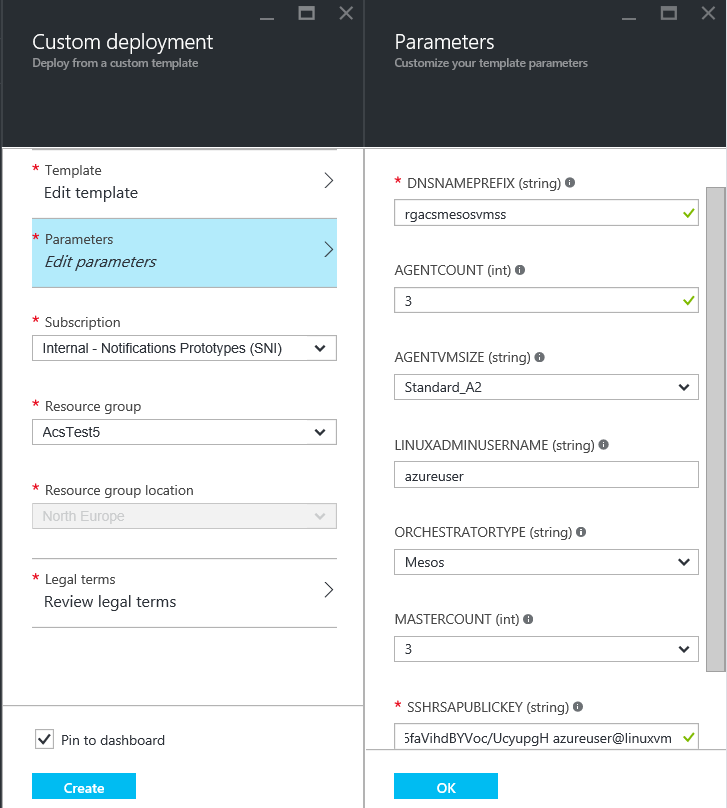 Custom deployment
Deploy from a custom template
* Template
Edit template
* Parameters
Edit parameters
* Subscription
Internal - Notifications Prototypes (SNI)
* Resource group
AcsTest5
* Resource group location
North Europe
* Legal terms
Review legal terms
Pin to dashboard
Create
Parameters
Customize your template parameters
* DNSNAMEPREFIX (string)
rgacsmesosvmss
AGENTCOUNT (int)
3
AGENTVMSIZE (string)
Standard_A2
LINUXADMINUSERNAME (string)
azureuser
ORCHESTRATORTYPE (string)
Mesos
MASTERCOUNT (int)
3
* SSHRSAPUBLICKEY (string)
5faVihdBYVoc/UcyupgH azureuser@linuxvm
OK